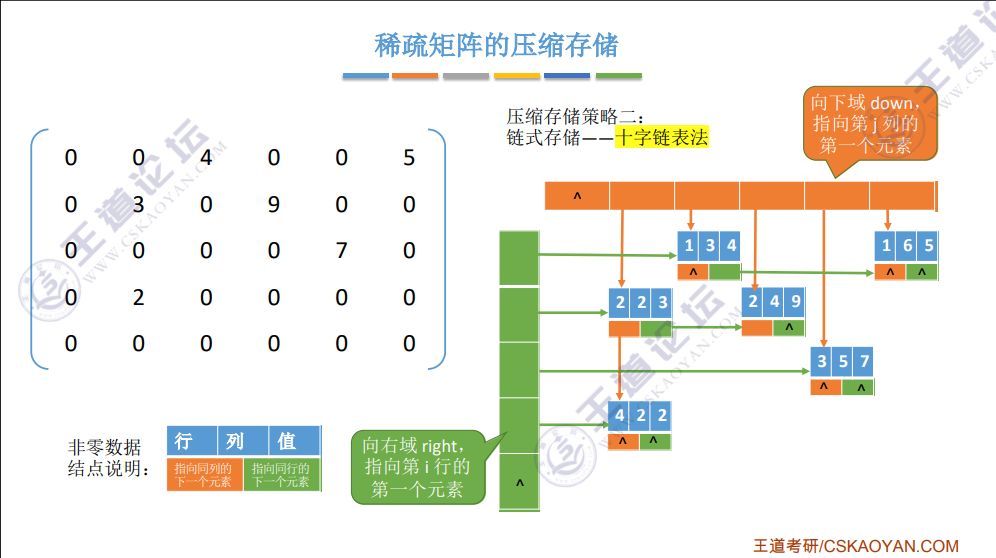 稀疏矩阵的压缩存储
压缩存储策略二：
链式存储——十字链表法
向下域 down，
指向第 j 列的
第一个元素
0 0 4 0 0 5
0 3 0 9 0 0
0 0 0 0 7 0
0 2 0 0 0 0
0 0 0 0 0 0
^
1 3 4
^
1 6 5
^ ^
2 2 3
2 4 9
^
3 5 7
^ ^
4 2 2
^ ^
^
向右域 right，
指向第 i 行的
第一个元素
非零数据
结点说明：
行 列 值
指向同列的
下一个元素
指向同行的
下一个元素
王道论坛
WWW.CSKAOYAN.COM
王道论坛
WWW.CSKAOYAN.COM
王道考研/CSKAOYAN.COM